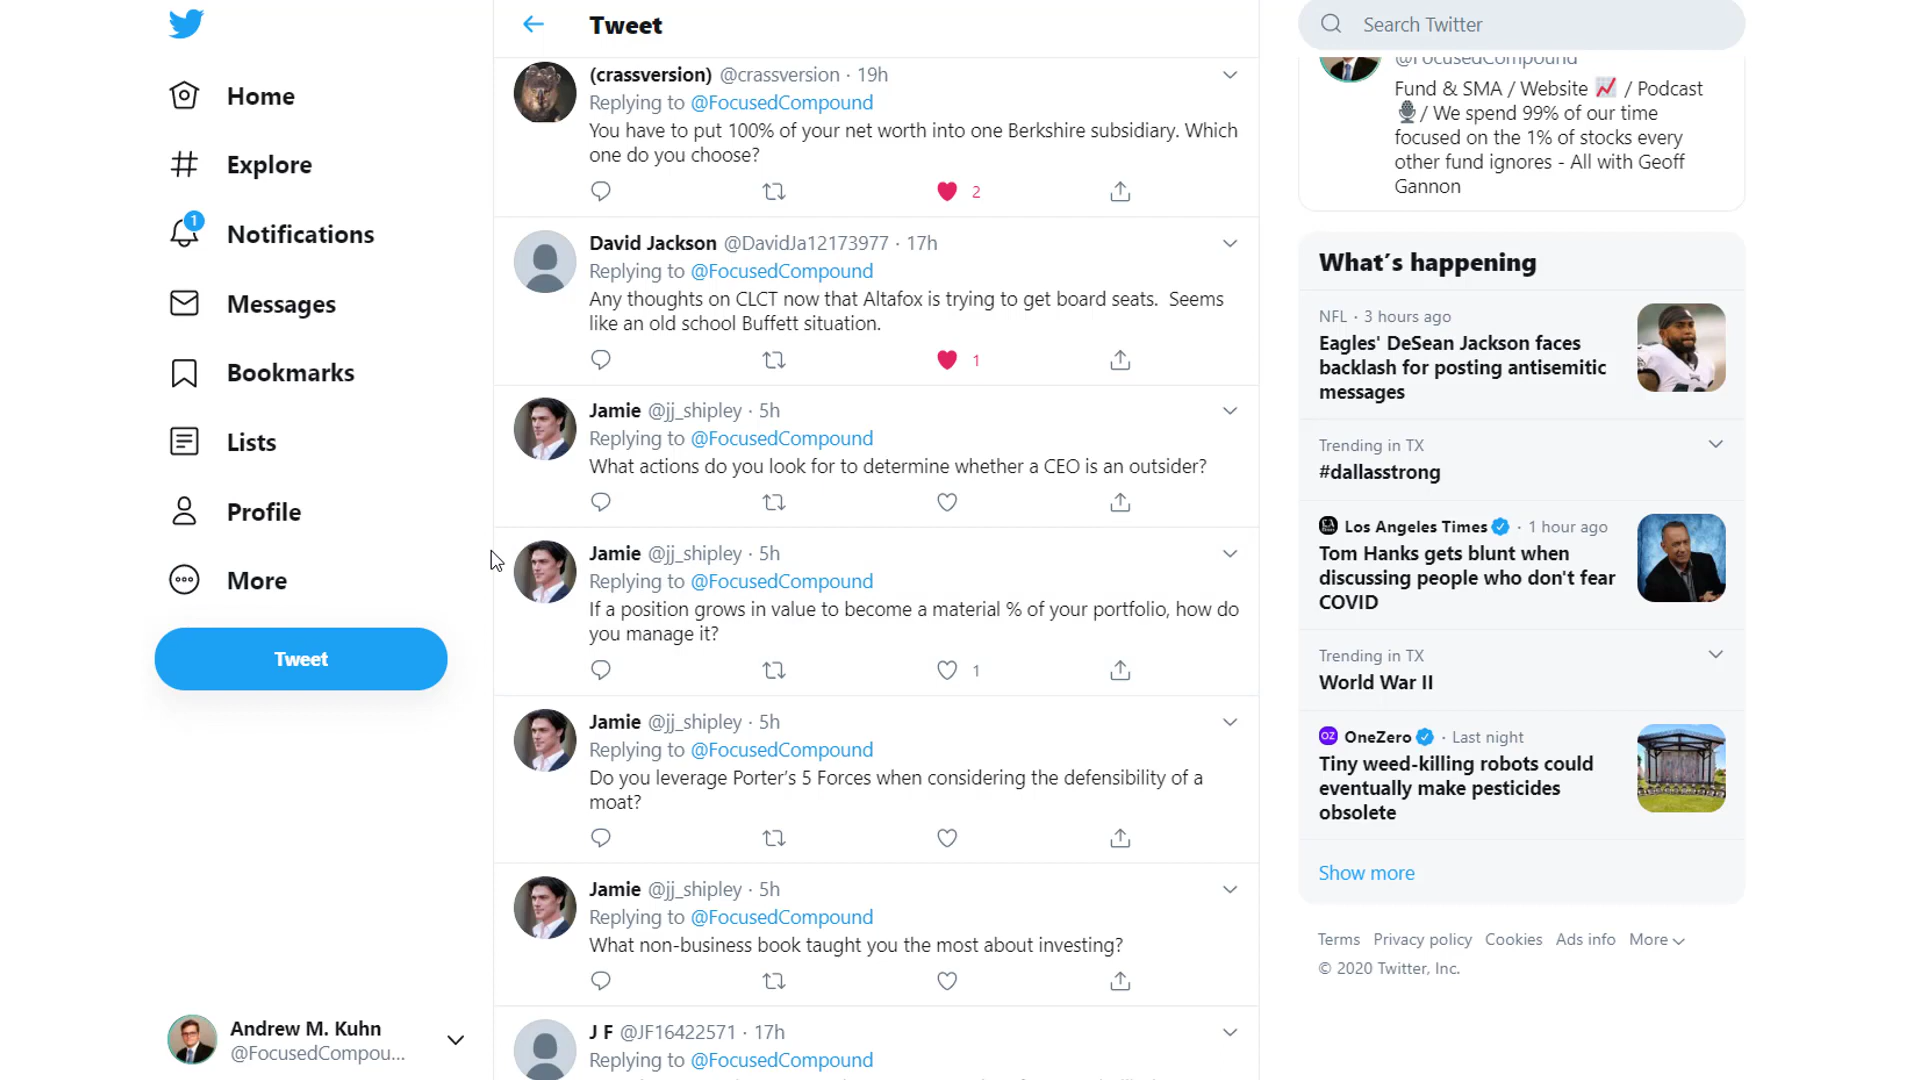 Home
Explore
1
Notifications
Messages
Bookmarks
Lists
Profile
More
Tweet
Andrew M. Kuhn
@FocusedCompou...
Tweet
(crassversion) @crassversion · 19h
Replying to @FocusedCompound
You have to put 100% of your net worth into one Berkshire subsidiary. Which
one do you choose?
2
David Jackson @DavidJa12173977 · 17h
Replying to @FocusedCompound
Any thoughts on CLCT now that Altafox is trying to get board seats. Seems
like an old school Buffett situation.
1
Jamie @jj_shipley · 5h
Replying to @FocusedCompound
What actions do you look for to determine whether a CEO is an outsider?
Jamie @jj_shipley · 5h
Replying to @FocusedCompound
If a position grows in value to become a material % of your portfolio, how do
you manage it?
1
Jamie @jj_shipley · 5h
Replying to @FocusedCompound
Do you leverage Porter's 5 Forces when considering the defensibility of a
moat?
Jamie @jj_shipley · 5h
Replying to @FocusedCompound
What non-business book taught you the most about investing?
J F @JF16422571 · 17h
Replying to @FocusedCompound
Search Twitter
@FocusedCompound
Fund & SMA / Website 📈 / Podcast
🎙️/ We spend 99% of our time
focused on the 1% of stocks every
other fund ignores - All with Geoff
Gannon
What's happening
NFL · 3 hours ago
Eagles' DeSean Jackson faces
backlash for posting antisemitic
messages
Trending in TX
#dallasstrong
Los Angeles Times · 1 hour ago
Tom Hanks gets blunt when
discussing people who don't fear
COVID
Trending in TX
World War II
OZ OneZero · Last night
Tiny weed-killing robots could
eventually make pesticides
obsolete
Show more
Terms Privacy policy Cookies Ads info More
© 2020 Twitter, Inc.